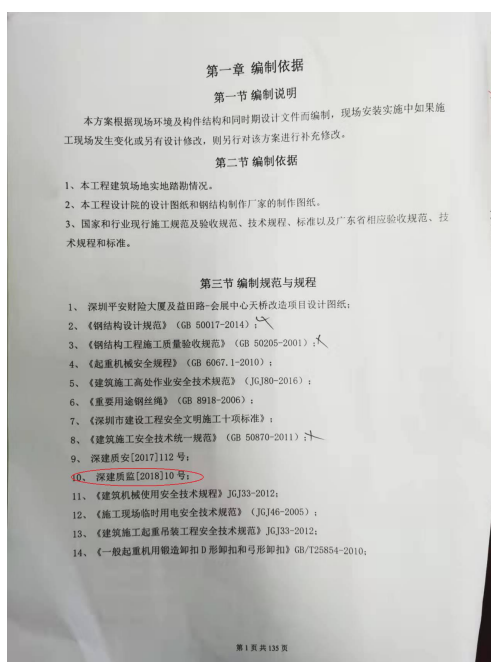 第一章 编制依据
第一节 编制说明
本方案根据现场环境及构件结构和同时期设计文件而编制，现场安装实施中如果施
工现场发生变化或另有设计修改，则另行对该方案进行补充修改。
第二节 编制依据
1、本工程建筑场地实地踏勘情况。
2、本工程设计院的设计图纸和钢结构制作厂家的制作图纸。
3、国家和行业现行施工规范及验收规范、技术规程、标准以及广东省相应验收规范、技
术规程和标准。
第三节 编制规范与规程
1、 深圳平安财险大厦及益田路-会展中心天桥改造项目设计图纸；
2、《钢结构设计规范》（GB 50017-2014）；
3、《钢结构工程施工质量验收规范》（GB 50205-2001）；
4、《起重机械安全规程》（GB 6067.1-2010）；
5、《建筑施工高处作业安全技术规范》（JGJ80-2016）；
6、《重要用途钢丝绳》（GB 8918-2006）；
7、《深圳市建设工程安全文明施工十项标准》；
8、《建筑施工安全技术统一规范》（GB 50870-2011）；
9、 深建质安[2017]112 号；
10、 深建质监[2018]10 号；
11、《建筑机械使用安全技术规程》JGJ33-2012；
12、《施工现场临时用电安全技术规范》（JGJ46-2005）；
13、《建筑施工起重吊装工程安全技术规范》JGJ33-2012；
14、《一般起重机用锻造卸扣 D 形卸扣和弓形卸扣》GB/T25854-2010；
第 1 页 共 135 页